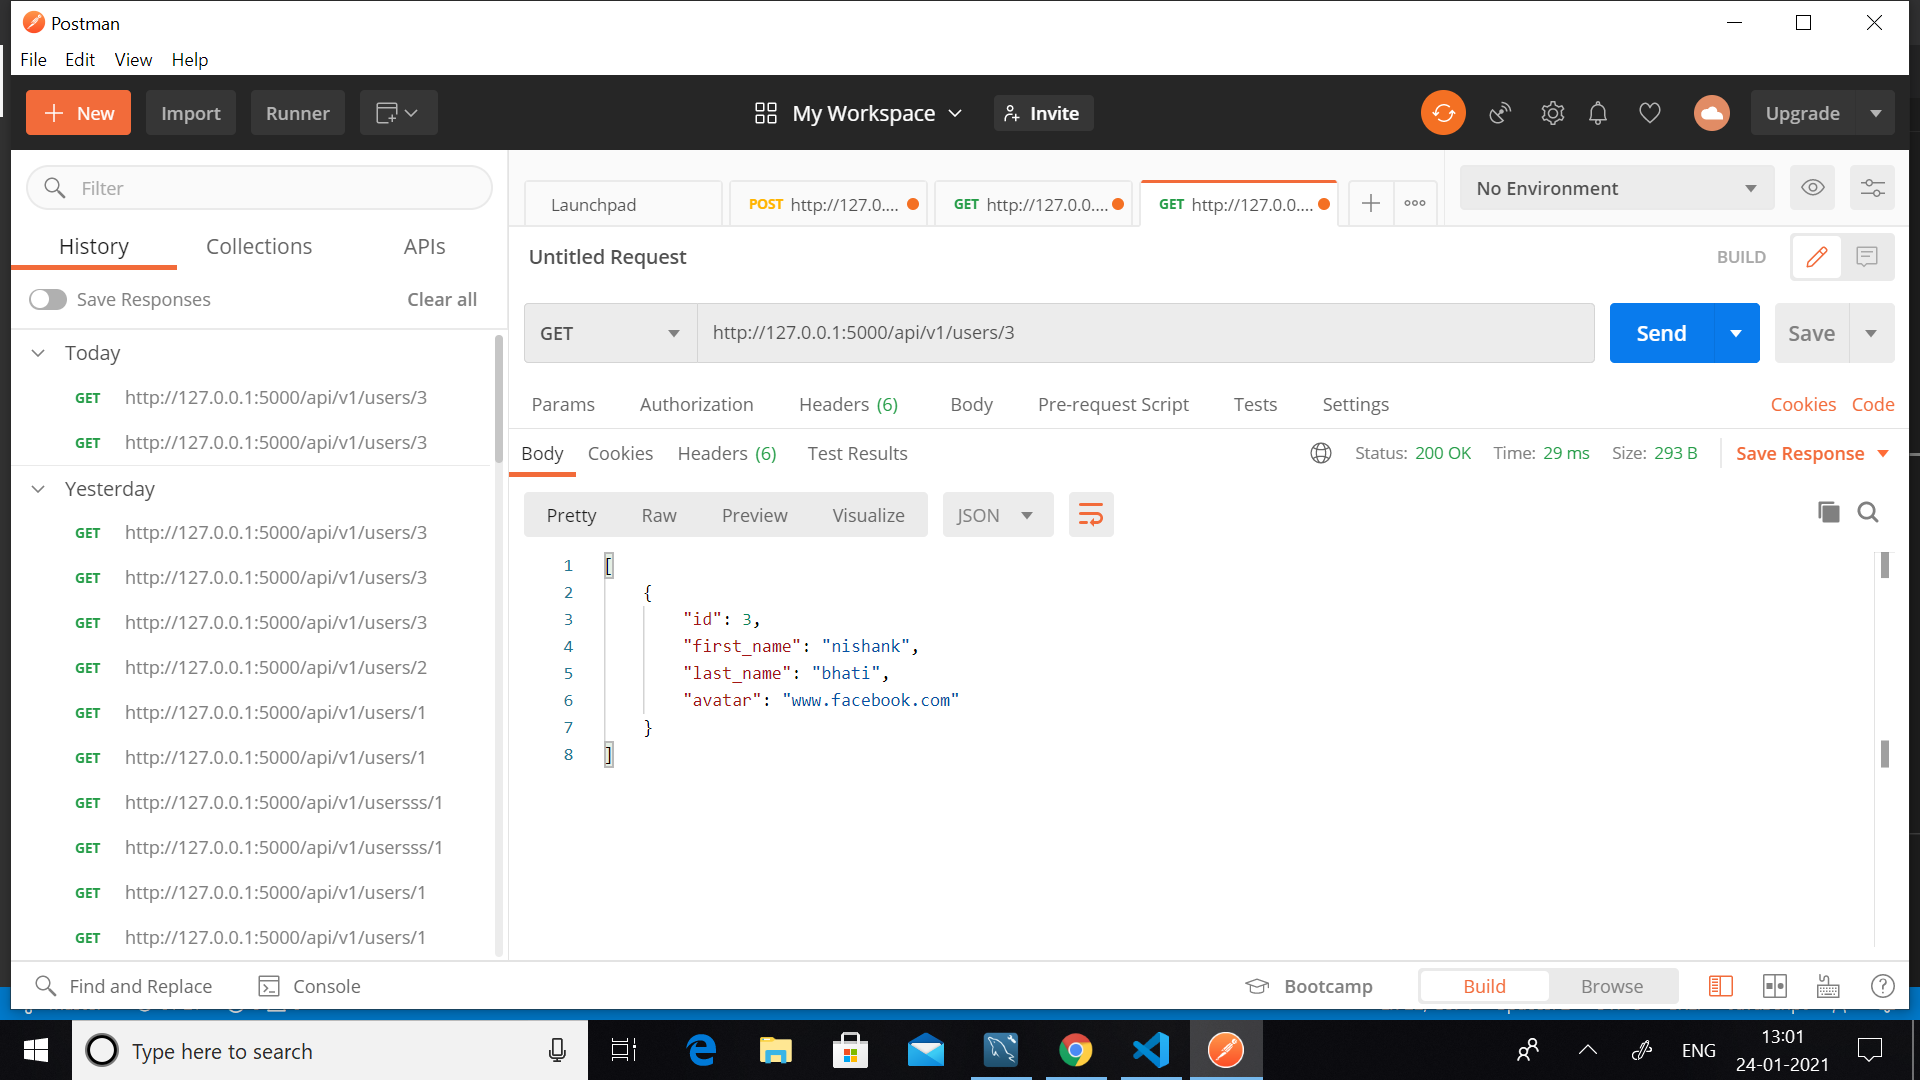 Postman
File Edit View Help
New Import Runner My Workspace Invite Upgrade
Filter
History Collections APIs
Save Responses Clear all
Today
GET http://127.0.0.1:5000/api/v1/users/3
GET http://127.0.0.1:5000/api/v1/users/3
Yesterday
GET http://127.0.0.1:5000/api/v1/users/3
GET http://127.0.0.1:5000/api/v1/users/3
GET http://127.0.0.1:5000/api/v1/users/3
GET http://127.0.0.1:5000/api/v1/users/2
GET http://127.0.0.1:5000/api/v1/users/1
GET http://127.0.0.1:5000/api/v1/users/1
GET http://127.0.0.1:5000/api/v1/usersss/1
GET http://127.0.0.1:5000/api/v1/usersss/1
GET http://127.0.0.1:5000/api/v1/users/1
GET http://127.0.0.1:5000/api/v1/users/1
Launchpad POST http://127.0.... GET http://127.0.0.... GET http://127.0.0.... No Environment
Untitled Request BUILD
GET http://127.0.0.1:5000/api/v1/users/3 Send Save
Params Authorization Headers (6) Body Pre-request Script Tests Settings Cookies Code
Body Cookies Headers (6) Test Results Status: 200 OK Time: 29 ms Size: 293 B Save Response
Pretty Raw Preview Visualize JSON
1 [
2 {
3 "id": 3,
4 "first_name": "nishank",
5 "last_name": "bhati",
6 "avatar": "www.facebook.com"
7 }
8 ]
Find and Replace Console Bootcamp Build Browse
Type here to search ENG 13:01
24-01-2021